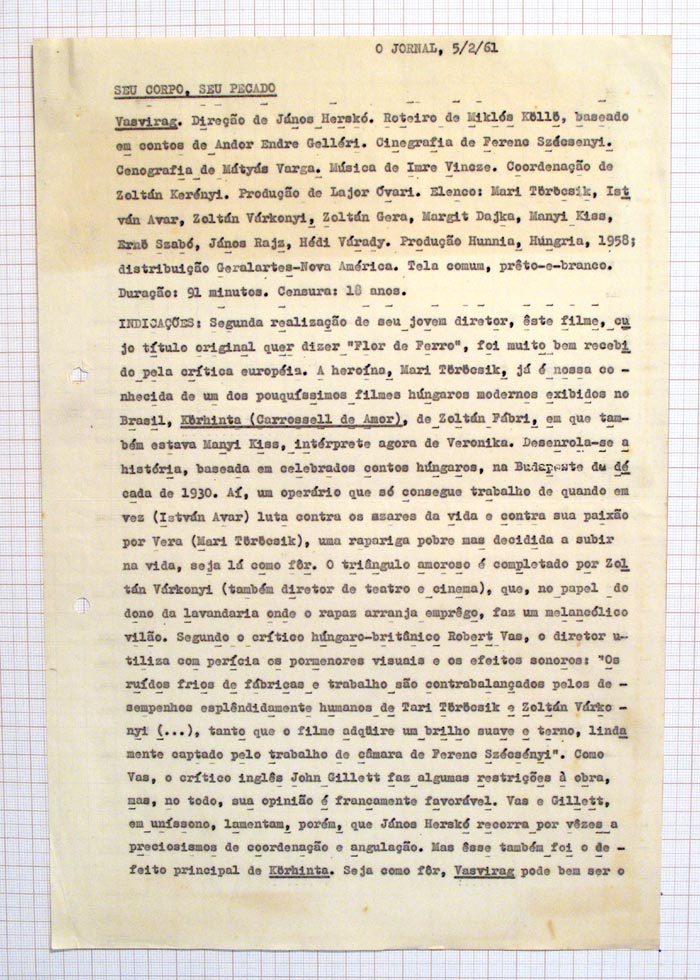 O JORNAL, 5/2/61
SEU CORPO, SEU PECADO
Vasvirag. Direção de János Herskó. Roteiro de Miklós Köllö, baseado
em contos de Andor Endre Gelléri. Cinegrafia de Ferenc Szécsenyi.
Cenografia de Mátyás Varga. Música de Imre Vincze. Coordenação de
Zoltán Kerényi. Produção de Lajor Óvari. Elenco: Mari Töröcsik, Ist
ván Avar, Zoltán Várkonyi, Zoltán Gera, Margit Dajka, Manyi Kiss,
Ernö Szabó, János Rajz, Hédi Várady. Produção Hunnia, Húngria, 1958;
distribuição Geralartes-Nova América. Tela comum, prêto-e-branco.
Duração: 91 minutos. Censura: 18 anos.
INDICAÇÕES: Segunda realização de seu jovem diretor, êste filme, cu
jo título original quer dizer "Flor de Ferro", foi muito bem recebi
do pela crítica européia. A heroína, Mari Töröcsik, já é nossa co -
nhecida de um dos pouquíssimos filmes húngaros modernos exibidos no
Brasil, Körhinta (Carrossell de Amor), de Zoltán Fábri, em que tam-
bém estava Manyi Kiss, intérprete agora de Veronika. Desenrola-se a
história, baseada em celebrados contos húngaros, na Budapeste du dé
cada de 1930. Aí, um operário que só consegue trabalho de quando em
vez (István Avar) luta contra os azares da vida e contra sua paixão
por Vera (Mari Töröcsik), uma rapariga pobre mas decidida a subir
na vida, seja lá como fôr. O triângulo amoroso é completado por Zol
tán Várkonyi (também diretor de teatro e cinema), que, no papel do
dono da lavandaria onde o rapaz arranja emprêgo, faz um melancólico
vilão. Segundo o crítico húngaro-britânico Robert Vas, o diretor u-
tiliza com perícia os pormenores visuais e os efeitos sonoros: "Os
ruídos frios de fábricas e trabalho são contrabalançados pelos de -
sempenhos esplêndidamente humanos de Tari Töröcsik e Zoltán Várko -
nyi (...), tanto que o filme adqüire um brilho suave e terno, linda
mente captado pelo trabalho de câmara de Ferenc Szécsényi". Como
Vas, o crítico inglês John Gillett faz algumas restrições à obra,
mas, no todo, sua opinião é francamente favorável. Vas e Gillett,
em uníssono, lamentam, porém, que János Herskó recorra por vêzes a
preciosismos de coordenação e angulação. Mas êsse também foi o de -
feito principal de Körhinta. Seja como fôr, Vasvirag pode bem ser o